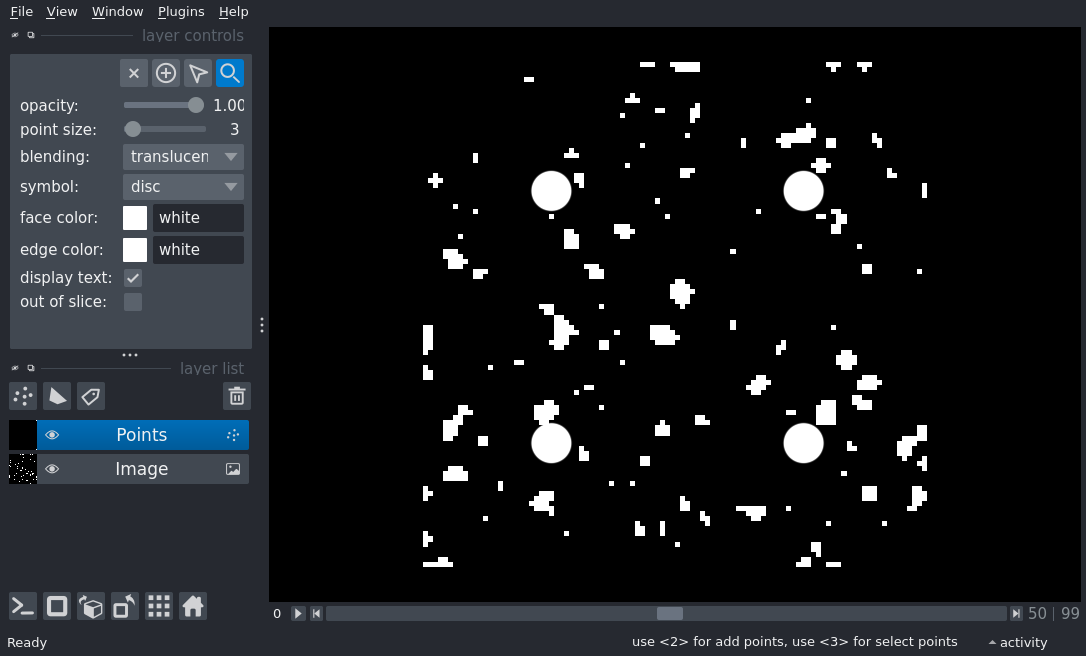 File View Window Plugins Help
layer controls
opacity: 1.00
point size: 3
blending: translucen
symbol: disc
face color: white
edge color: white
display text:
out of slice:
layer list
Points
Image
0 50 | 99
Ready use <2> for add points, use <3> for select points activity